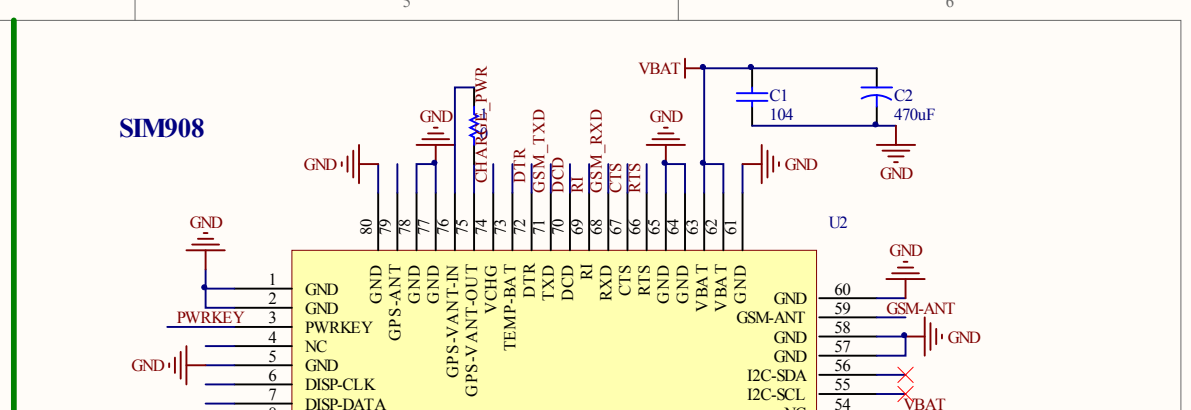 5 6
VBAT
C1
104
C2
470uF
GND
SIM908
GND
GND
GND
GND
CHARGE_PWR
DTR
GSM_TXD
DCD
RI
GSM_RXD
CTS
RTS
80 79 78 77 76 75 74 73 72 71 70 69 68 67 66 65 64 63 62 61
U2
GND GPS-ANT GND GND GPS-VANT-IN GPS-VANT-OUT VCHG TEMP-BAT DTR TXD DCD RI RXD CTS RTS GND GND VBAT VBAT GND
GND
1 GND
2 GND
PWRKEY 3 PWRKEY
4 NC
GND 5 GND
6 DISP-CLK
7 DISP-DATA
GND
GND 60
GSM-ANT 59 GSM-ANT
GND 58 GND
GND 57
I2C-SDA 56
I2C-SCL 55
NC 54 VBAT